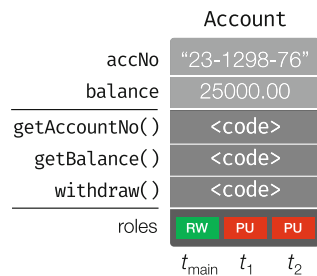 Account
accNo “23-1298-76”
balance 25000.00
getAccountNo() <code>
getBalance() <code>
withdraw() <code>
roles RW PU PU
tmain t1 t2